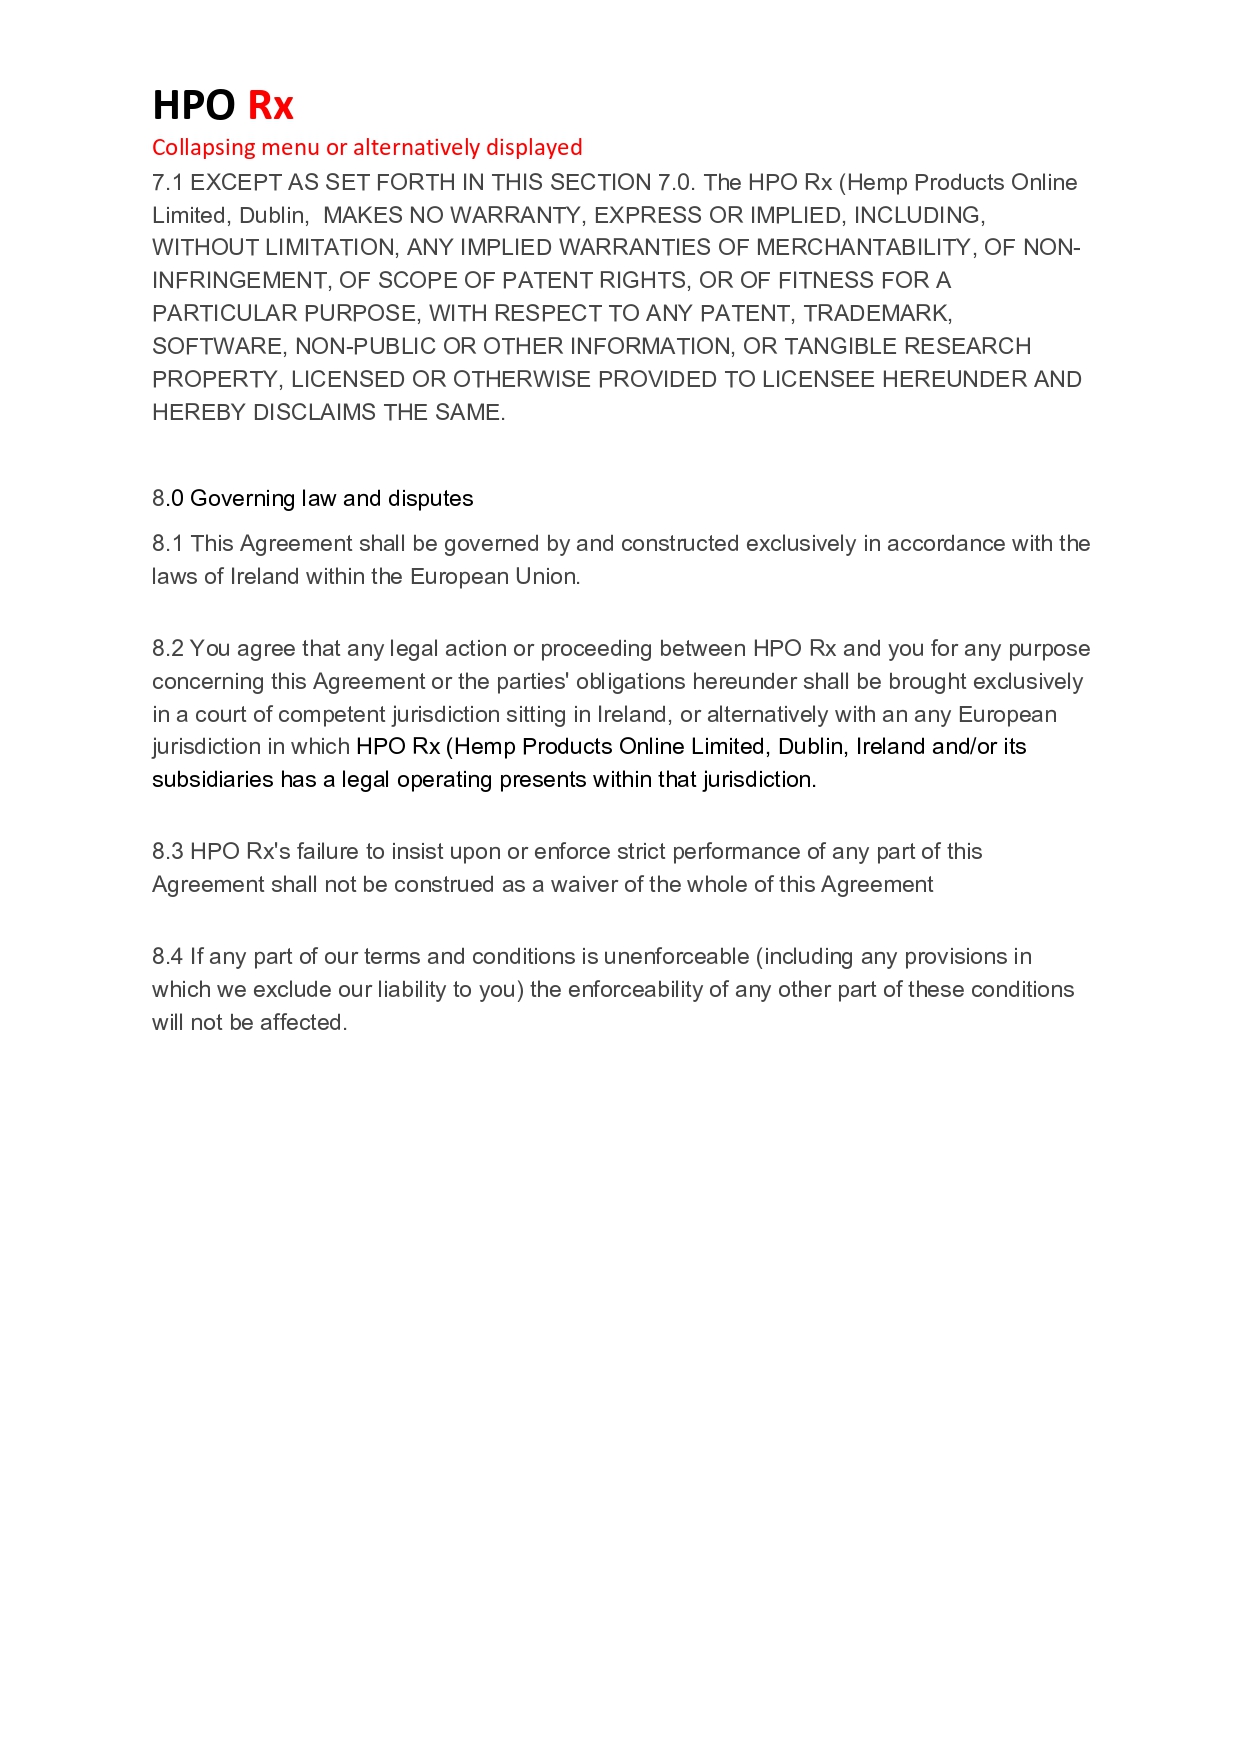 HPO Rx
Collapsing menu or alternatively displayed
7.1 EXCEPT AS SET FORTH IN THIS SECTION 7.0. The HPO Rx (Hemp Products Online
Limited, Dublin,  MAKES NO WARRANTY, EXPRESS OR IMPLIED, INCLUDING,
WITHOUT LIMITATION, ANY IMPLIED WARRANTIES OF MERCHANTABILITY, OF NON-
INFRINGEMENT, OF SCOPE OF PATENT RIGHTS, OR OF FITNESS FOR A
PARTICULAR PURPOSE, WITH RESPECT TO ANY PATENT, TRADEMARK,
SOFTWARE, NON-PUBLIC OR OTHER INFORMATION, OR TANGIBLE RESEARCH
PROPERTY, LICENSED OR OTHERWISE PROVIDED TO LICENSEE HEREUNDER AND
HEREBY DISCLAIMS THE SAME.
8.0 Governing law and disputes
8.1 This Agreement shall be governed by and constructed exclusively in accordance with the
laws of Ireland within the European Union.
8.2 You agree that any legal action or proceeding between HPO Rx and you for any purpose
concerning this Agreement or the parties' obligations hereunder shall be brought exclusively
in a court of competent jurisdiction sitting in Ireland, or alternatively with an any European
jurisdiction in which HPO Rx (Hemp Products Online Limited, Dublin, Ireland and/or its
subsidiaries has a legal operating presents within that jurisdiction.
8.3 HPO Rx's failure to insist upon or enforce strict performance of any part of this
Agreement shall not be construed as a waiver of the whole of this Agreement
8.4 If any part of our terms and conditions is unenforceable (including any provisions in
which we exclude our liability to you) the enforceability of any other part of these conditions
will not be affected.